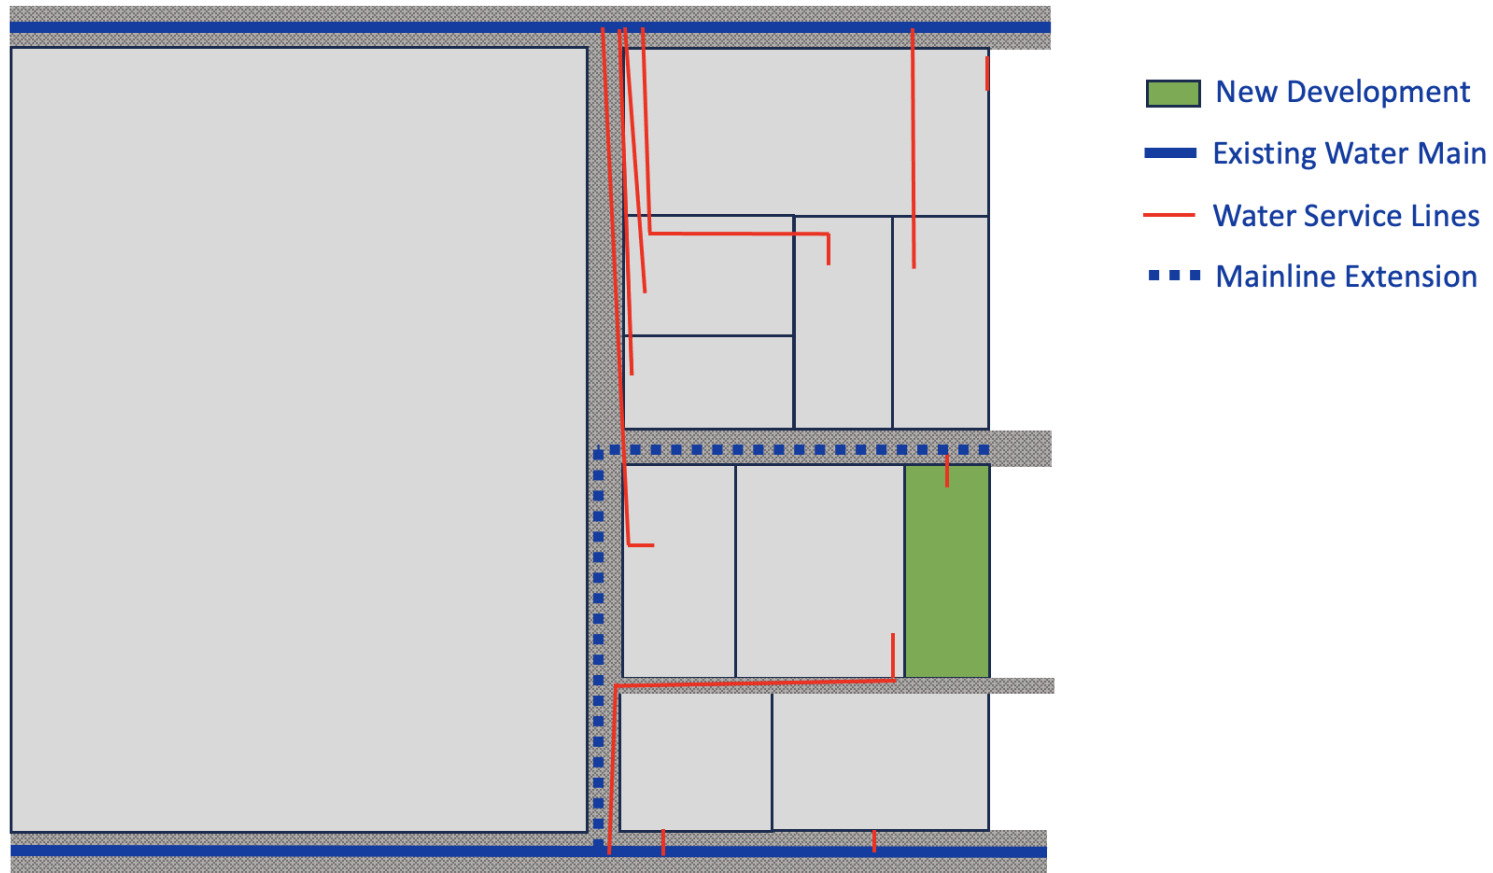 New Development
Existing Water Main
Water Service Lines
Mainline Extension